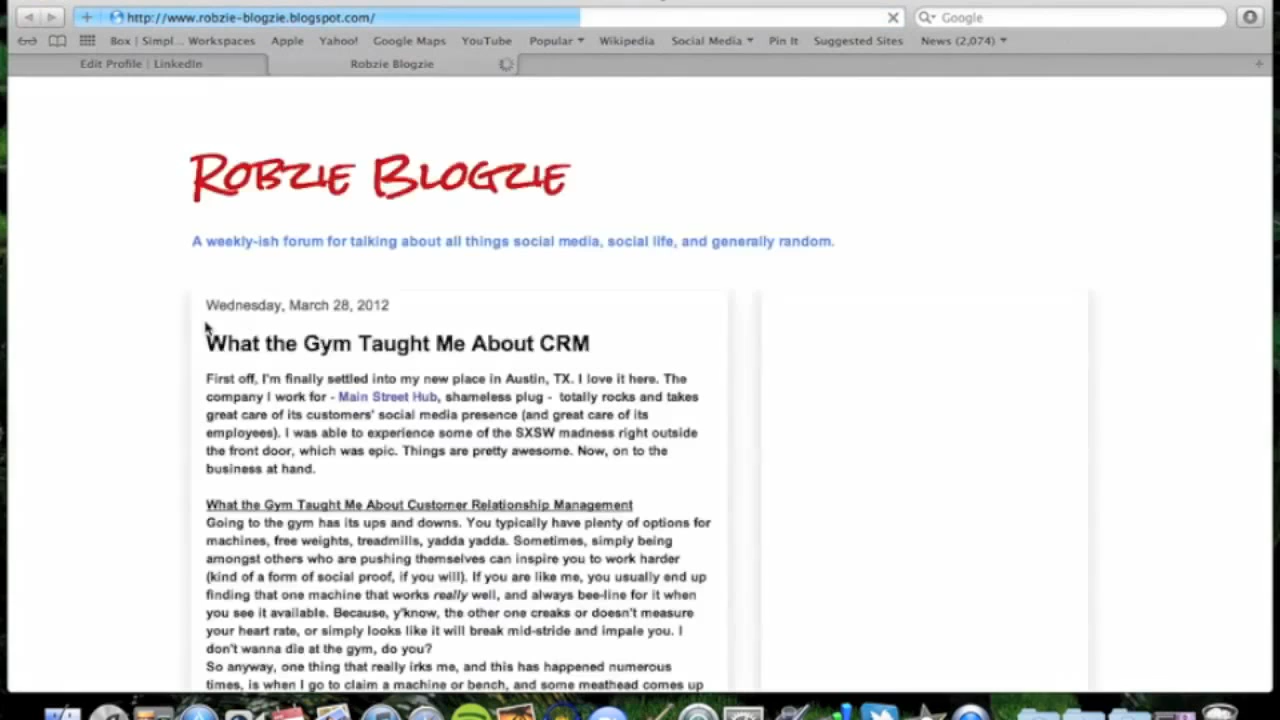 http://www.robzie-blogzie.blogspot.com/
Google
Box | Simpl... Workspaces Apple Yahoo! Google Maps YouTube Popular Wikipedia Social Media Pin It Suggested Sites News (2,074)
Edit Profile | LinkedIn Robzie Blogzie
Robzie Blogzie
A weekly-ish forum for talking about all things social media, social life, and generally random.
Wednesday, March 28, 2012
What the Gym Taught Me About CRM
First off, I'm finally settled into my new place in Austin, TX. I love it here. The
company I work for - Main Street Hub, shameless plug - totally rocks and takes
great care of its customers' social media presence (and great care of its
employees). I was able to experience some of the SXSW madness right outside
the front door, which was epic. Things are pretty awesome. Now, on to the
business at hand.
What the Gym Taught Me About Customer Relationship Management
Going to the gym has its ups and downs. You typically have plenty of options for
machines, free weights, treadmills, yadda yadda. Sometimes, simply being
amongst others who are pushing themselves can inspire you to work harder
(kind of a form of social proof, if you will). If you are like me, you usually end up
finding that one machine that works really well, and always bee-line for it when
you see it available. Because, y'know, the other one creaks or doesn't measure
your heart rate, or simply looks like it will break mid-stride and impale you. I
don't wanna die at the gym, do you?
So anyway, one thing that really irks me, and this has happened numerous
times, is when I go to claim a machine or bench, and some meathead comes up